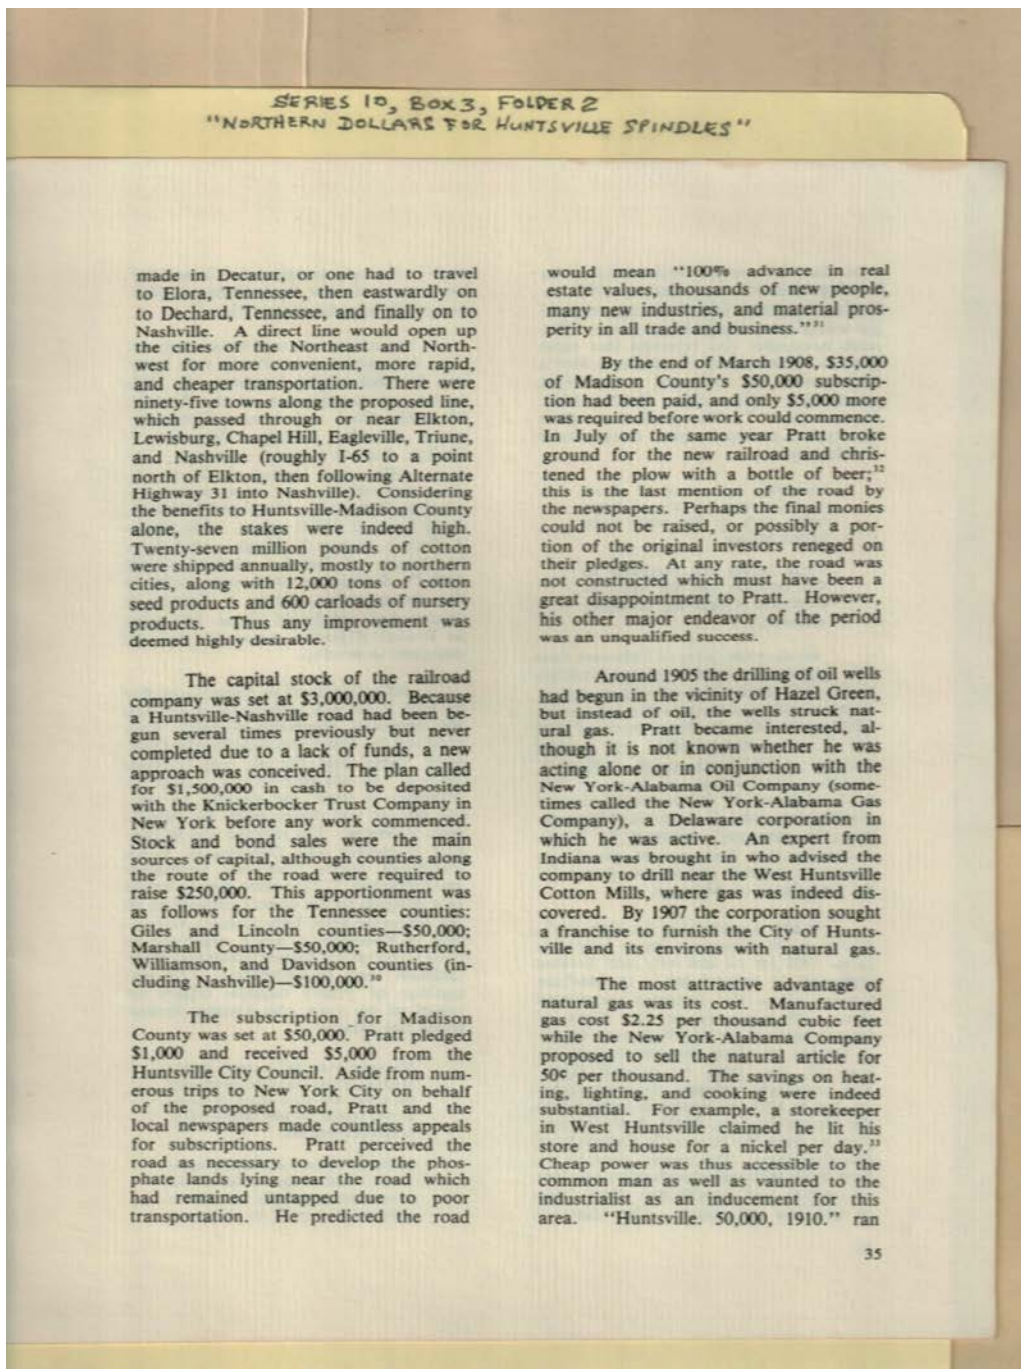 SERIES 10, BOX 3, FOLDER 2
"NORTHERN DOLLARS FOR HUNTSVILLE SPINDLES"
made in Decatur, or one had to travel
to Elora, Tennessee, then eastwardly on
to Dechard, Tennessee, and finally on to
Nashville. A direct line would open up
the cities of the Northeast and North-
west for more convenient, more rapid,
and cheaper transportation. There were
ninety-five towns along the proposed line,
which passed through or near Elkton,
Lewisburg, Chapel Hill, Eagleville, Triune,
and Nashville (roughly I-65 to a point
north of Elkton, then following Alternate
Highway 31 into Nashville). Considering
the benefits to Huntsville-Madison County
alone, the stakes were indeed high.
Twenty-seven million pounds of cotton
were shipped annually, mostly to northern
cities, along with 12,000 tons of cotton
seed products and 600 carloads of nursery
products. Thus any improvement was
deemed highly desirable.
The capital stock of the railroad
company was set at $3,000,000. Because
a Huntsville-Nashville road had been be-
gun several times previously but never
completed due to a lack of funds, a new
approach was conceived. The plan called
for $1,500,000 in cash to be deposited
with the Knickerbocker Trust Company in
New York before any work commenced.
Stock and bond sales were the main
sources of capital, although counties along
the route of the road were required to
raise $250,000. This apportionment was
as follows for the Tennessee counties:
Giles and Lincoln counties—$50,000;
Marshall County—$50,000; Rutherford,
Williamson, and Davidson counties (in-
cluding Nashville)—$100,000.³⁰
The subscription for Madison
County was set at $50,000. Pratt pledged
$1,000 and received $5,000 from the
Huntsville City Council. Aside from num-
erous trips to New York City on behalf
of the proposed road, Pratt and the
local newspapers made countless appeals
for subscriptions. Pratt perceived the
road as necessary to develop the phos-
phate lands lying near the road which
had remained untapped due to poor
transportation. He predicted the road
would mean "100% advance in real
estate values, thousands of new people,
many new industries, and material pros-
perity in all trade and business."³¹
By the end of March 1908, $35,000
of Madison County's $50,000 subscrip-
tion had been paid, and only $5,000 more
was required before work could commence.
In July of the same year Pratt broke
ground for the new railroad and chris-
tened the plow with a bottle of beer;³²
this is the last mention of the road by
the newspapers. Perhaps the final monies
could not be raised, or possibly a por-
tion of the original investors reneged on
their pledges. At any rate, the road was
not constructed which must have been a
great disappointment to Pratt. However,
his other major endeavor of the period
was an unqualified success.
Around 1905 the drilling of oil wells
had begun in the vicinity of Hazel Green,
but instead of oil, the wells struck nat-
ural gas. Pratt became interested, al-
though it is not known whether he was
acting alone or in conjunction with the
New York-Alabama Oil Company (some-
times called the New York-Alabama Gas
Company), a Delaware corporation in
which he was active. An expert from
Indiana was brought in who advised the
company to drill near the West Huntsville
Cotton Mills, where gas was indeed dis-
covered. By 1907 the corporation sought
a franchise to furnish the City of Hunts-
ville and its environs with natural gas.
The most attractive advantage of
natural gas was its cost. Manufactured
gas cost $2.25 per thousand cubic feet
while the New York-Alabama Company
proposed to sell the natural article for
50¢ per thousand. The savings on heat-
ing, lighting, and cooking were indeed
substantial. For example, a storekeeper
in West Huntsville claimed he lit his
store and house for a nickel per day.³³
Cheap power was thus accessible to the
common man as well as vaunted to the
industrialist as an inducement for this
area. "Huntsville. 50,000, 1910." ran
35